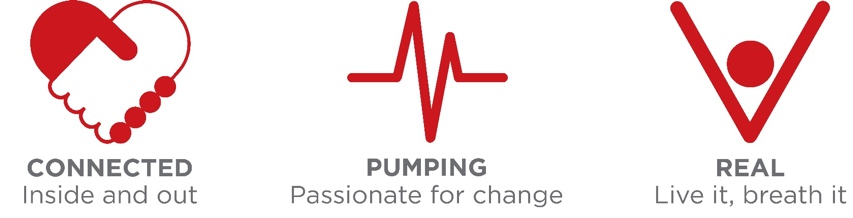 CONNECTED
Inside and out
PUMPING
Passionate for change
REAL
Live it, breath it